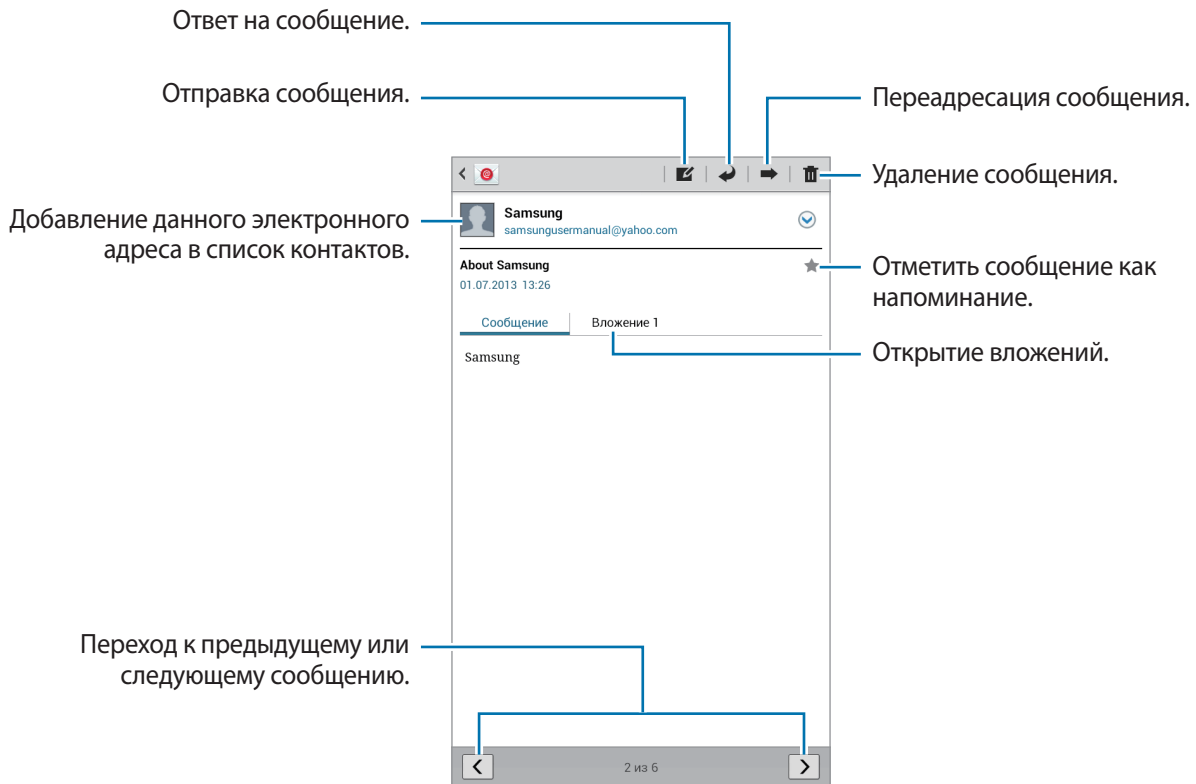 Ответ на сообщение.
Отправка сообщения.
Переадресация сообщения.
Удаление сообщения.
Добавление данного электронного
адреса в список контактов.
Samsung
samsungusermanual@yahoo.com
About Samsung
01.07.2013 13:26
Отметить сообщение как
напоминание.
Сообщение
Вложение 1
Открытие вложений.
Samsung
Переход к предыдущему или
следующему сообщению.
2 из 6